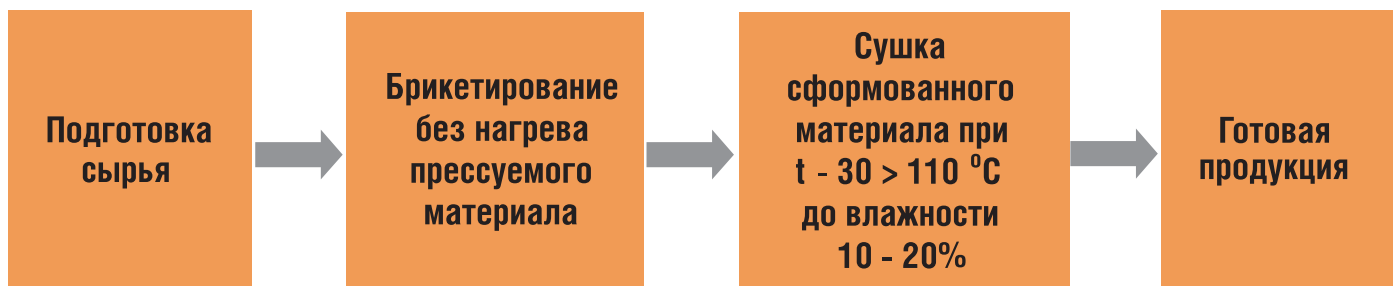 Подготовка
сырья
Брикетирование
без нагрева
прессуемого
материала
Сушка
сформованного
материала при
t - 30 > 110 °C
до влажности
10 - 20%
Готовая
продукция